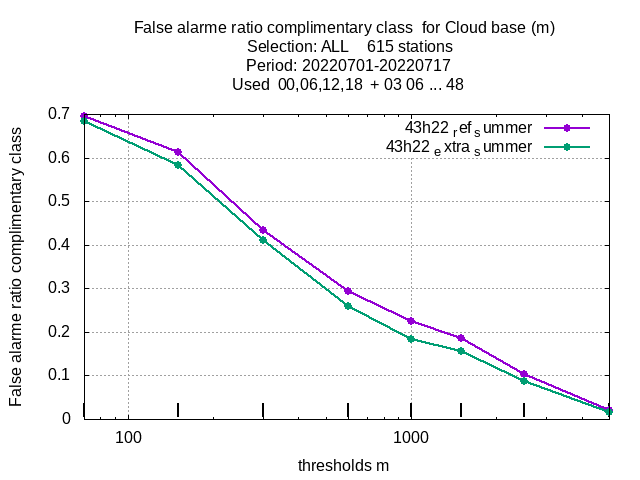 False alarme ratio complimentary class  for Cloud base (m)
Selection: ALL    615 stations
Period: 20220701-20220717
Used  00,06,12,18  + 03 06 ... 48
43h22 ref summer
43h22 extra summer
0.7
0.6
0.5
0.4
0.3
0.2
0.1
0
False alarme ratio complimentary class
100
1000
thresholds m